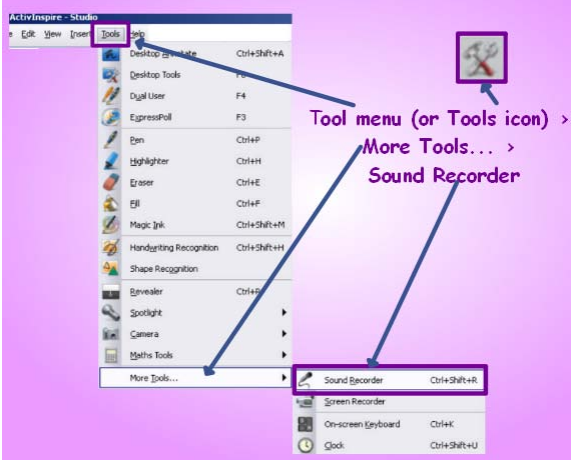 ActivInspire - Studio
Edit View Insert Tools Help
Desktop Annotate Ctrl+Shift+A
Desktop Tools
Dual User F4
ExpressPoll F3
Pen Ctrl+P
Highlighter Ctrl+H
Eraser Ctrl+E
Fill Ctrl+F
Magic Ink Ctrl+Shift+M
Handwriting Recognition Ctrl+Shift+H
Shape Recognition
Revealer
Spotlight
Camera
Maths Tools
More Tools...
Tool menu (or Tools icon) >
More Tools... >
Sound Recorder
Sound Recorder Ctrl+Shift+R
Screen Recorder
On-screen Keyboard Ctrl+K
Clock Ctrl+Shift+U